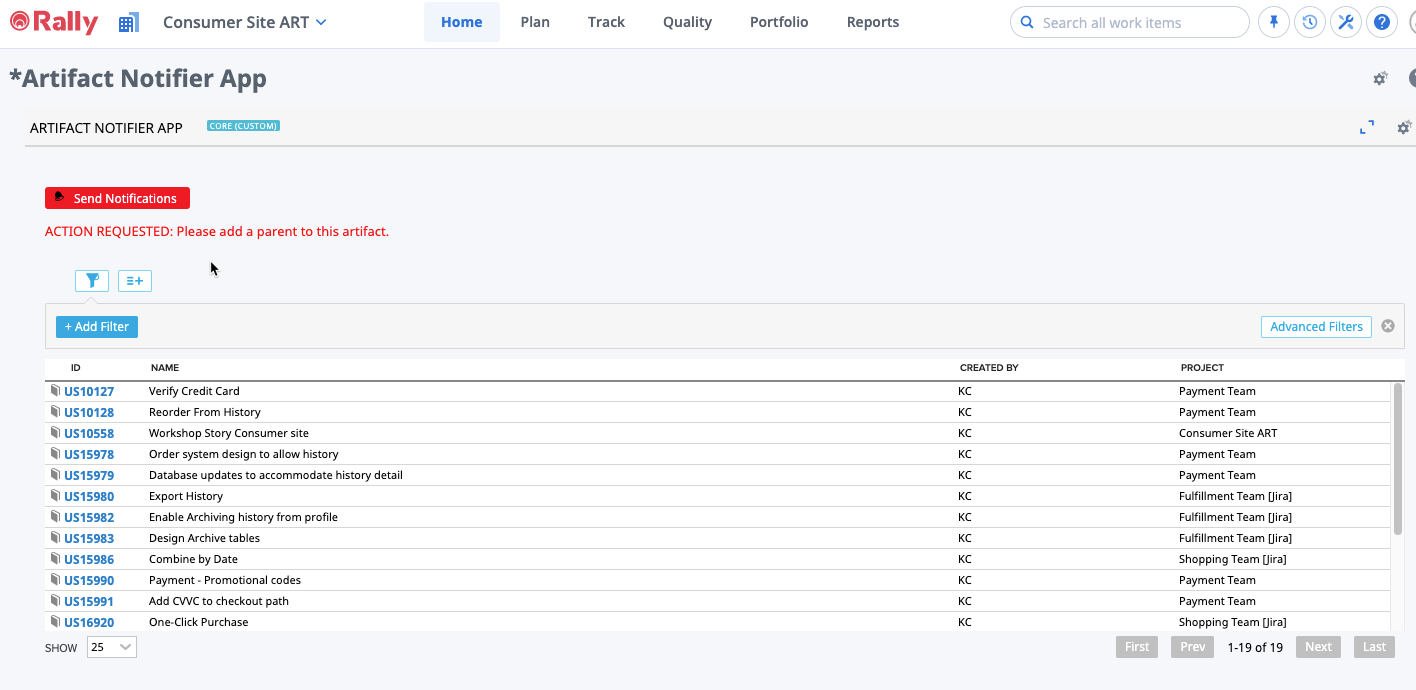 Rally Consumer Site ART Home Plan Track Quality Portfolio Reports Search all work items ?
*Artifact Notifier App
ARTIFACT NOTIFIER APP CORE (CUSTOM)
Send Notifications
ACTION REQUESTED: Please add a parent to this artifact.
+ Add Filter Advanced Filters
ID NAME CREATED BY PROJECT
US10127 Verify Credit Card KC Payment Team
US10128 Reorder From History KC Payment Team
US10558 Workshop Story Consumer site KC Consumer Site ART
US15978 Order system design to allow history KC Payment Team
US15979 Database updates to accommodate history detail KC Payment Team
US15980 Export History KC Fulfillment Team [Jira]
US15982 Enable Archiving history from profile KC Fulfillment Team [Jira]
US15983 Design Archive tables KC Fulfillment Team [Jira]
US15986 Combine by Date KC Shopping Team [Jira]
US15990 Payment - Promotional codes KC Payment Team
US15991 Add CVVC to checkout path KC Payment Team
US16920 One-Click Purchase KC Shopping Team [Jira]
SHOW 25 First Prev 1-19 of 19 Next Last